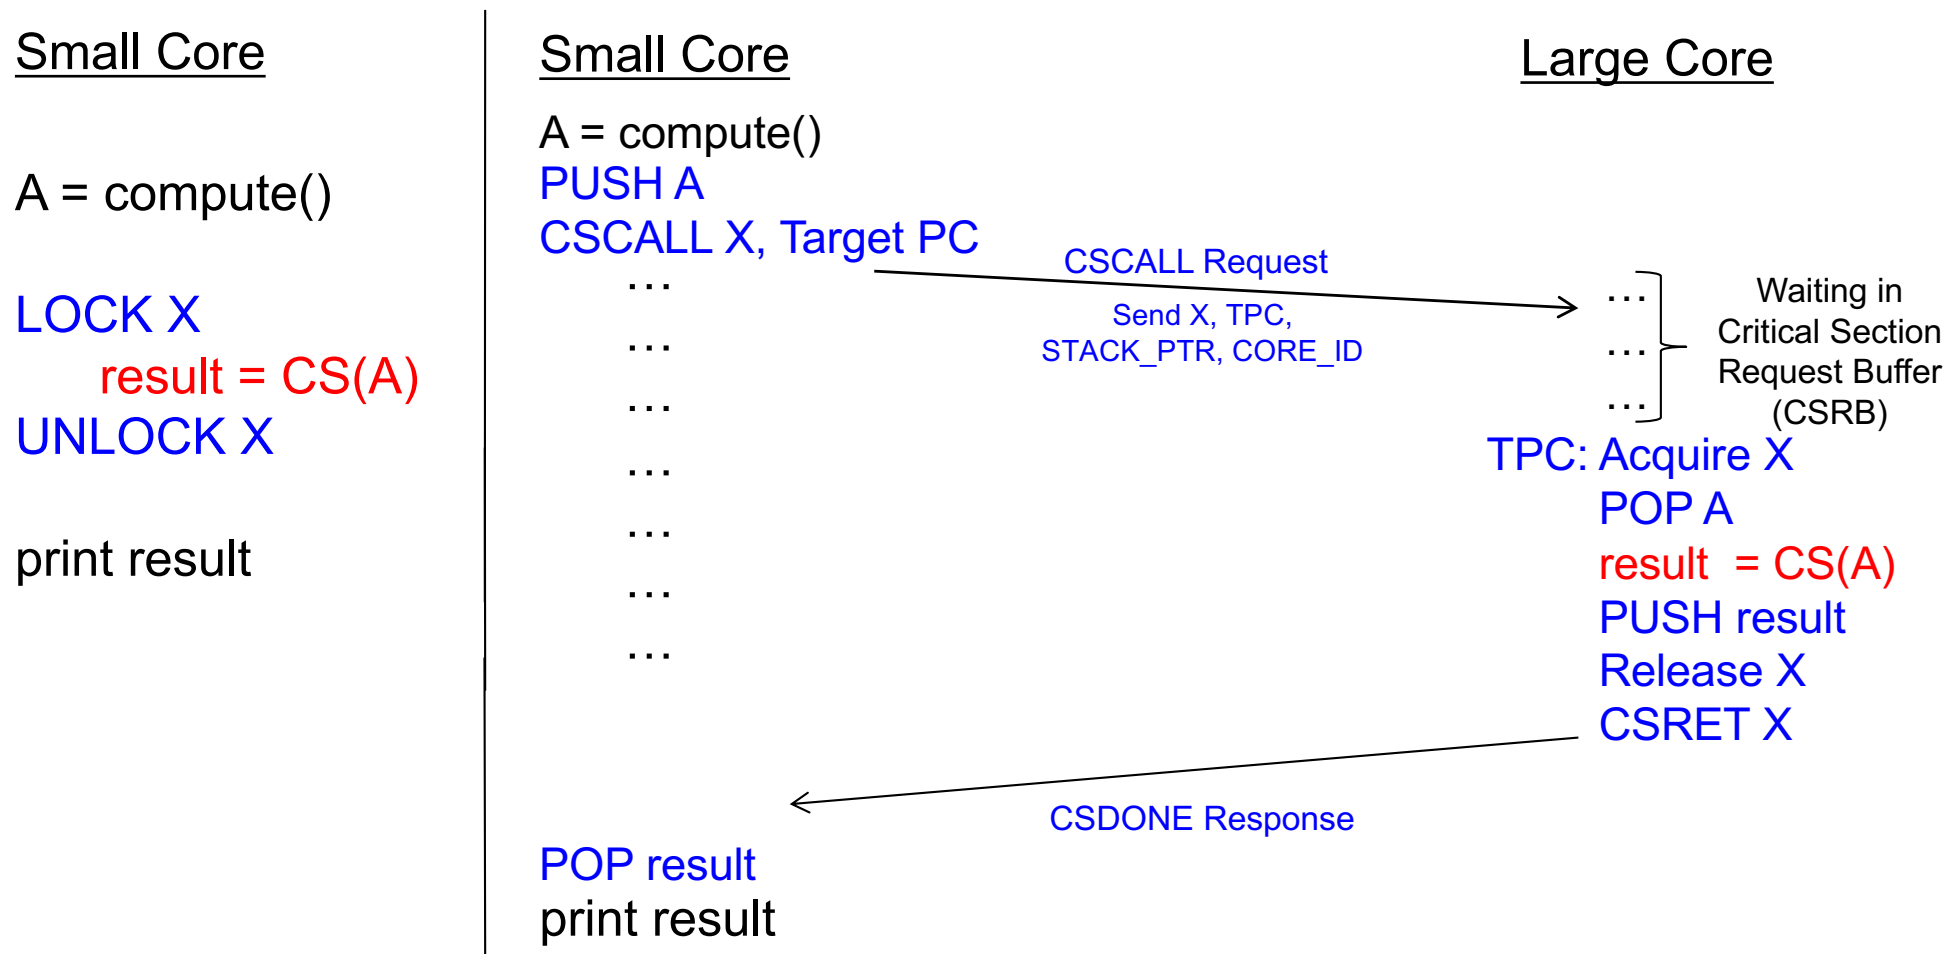 Small Core
A = compute()
LOCK X
result = CS(A)
UNLOCK X
print result
Small Core
A = compute()
PUSH A
CSCALL X, Target PC
…
…
…
…
…
…
…
POP result
print result
CSCALL Request
Send X, TPC,
STACK_PTR, CORE_ID
CSDONE Response
Large Core
…
…
…
Waiting in
Critical Section
Request Buffer
(CSRB)
TPC: Acquire X
POP A
result = CS(A)
PUSH result
Release X
CSRET X